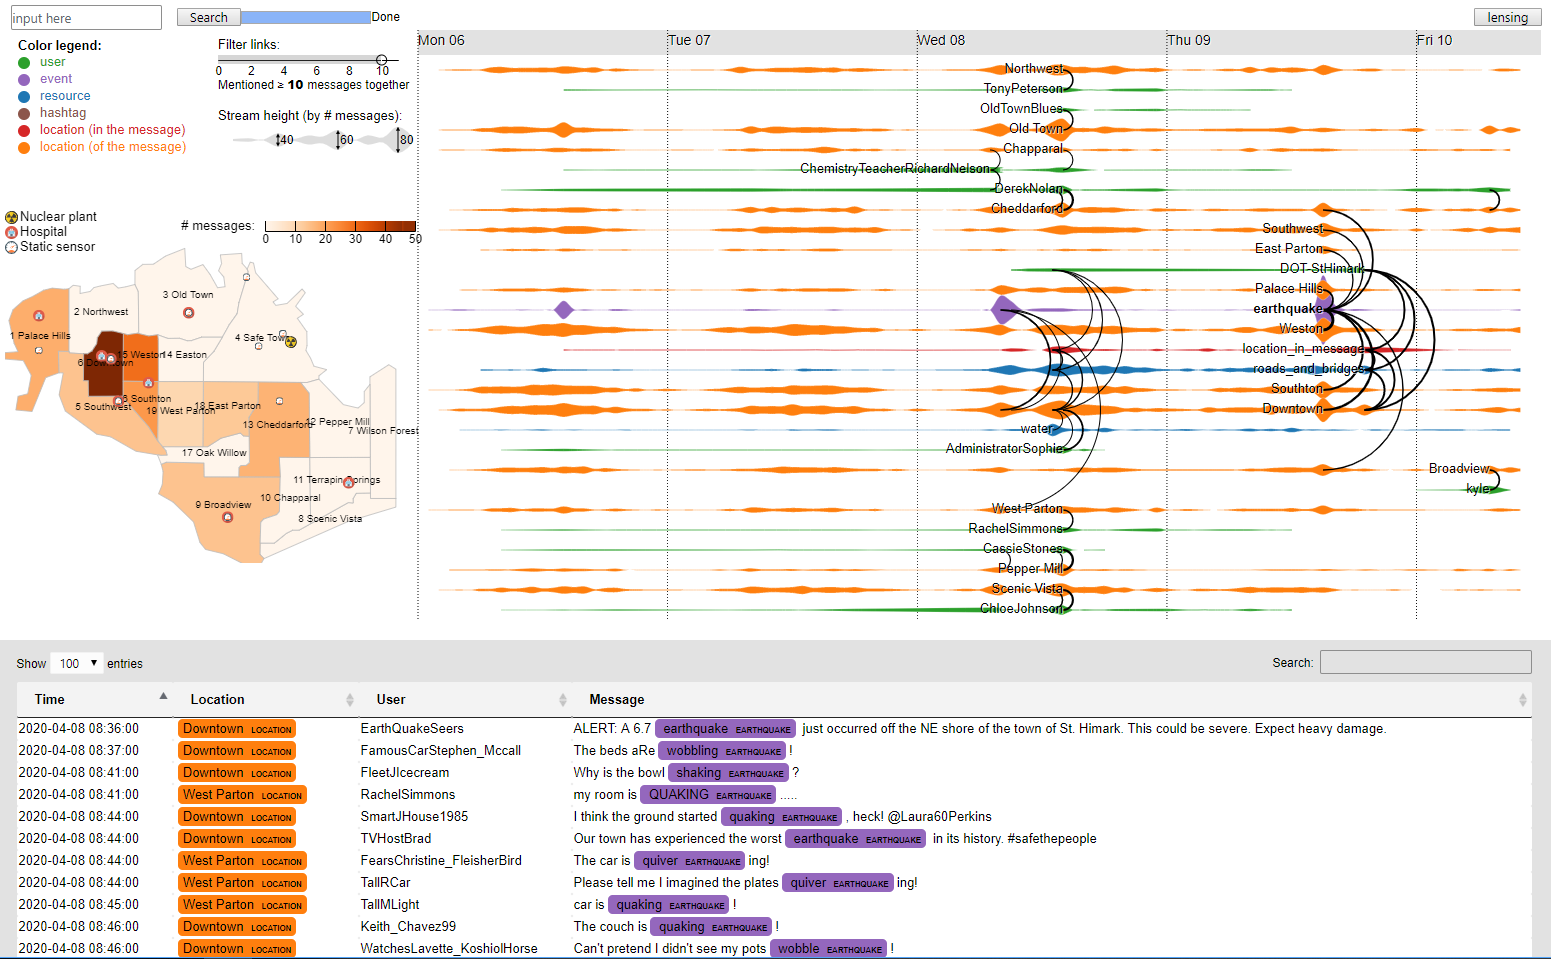 input here
Search
Done
lensing
Color legend:
user
event
resource
hashtag
location (in the message)
location (of the message)
Filter links:
0 2 4 6 8 10
Mentioned ≥ 10 messages together
Stream height (by # messages):
40 60 80
Nuclear plant
Hospital
Static sensor
# messages:
0 10 20 30 40 50
3 Old Town
2 Northwest
1 Palace Hills
4 Safe Town
15 Weston
14 Easton
6 Downtown
5 Southwest
Southton
19 West Parton
18 East Parton
13 Cheddarford
12 Pepper Mill
7 Wilson Forest
17 Oak Willow
11 Terrapin Springs
10 Chapparal
9 Broadview
8 Scenic Vista
Mon 06 Tue 07 Wed 08 Thu 09 Fri 10
Northwest
TonyPeterson
OldTownBlues
Old Town
Chapparal
ChemistryTeacherRichardNelson
DerekNolan
Cheddarford
Southwest
East Parton
DOT-StHimark
Palace Hills
earthquake
Weston
location_in_message
roads_and_bridges
Southton
Downtown
water
AdministratorSophie
Broadview
kyle
West Parton
RachelSimmons
CassieStones
Pepper Mill
Scenic Vista
ChloeJohnson
Show 100 entries
Search:
Time Location User Message
2020-04-08 08:36:00 Downtown LOCATION EarthQuakeSeers ALERT: A 6.7 earthquake EARTHQUAKE just occurred off the NE shore of the town of St. Himark. This could be severe. Expect heavy damage.
2020-04-08 08:37:00 Downtown LOCATION FamousCarStephen_Mccall The beds aRe wobbling EARTHQUAKE !
2020-04-08 08:41:00 Downtown LOCATION FleetJIcecream Why is the bowl shaking EARTHQUAKE ?
2020-04-08 08:41:00 West Parton LOCATION RachelSimmons my room is QUAKING EARTHQUAKE .....
2020-04-08 08:44:00 Downtown LOCATION SmartJHouse1985 I think the ground started quaking EARTHQUAKE , heck! @Laura60Perkins
2020-04-08 08:44:00 Downtown LOCATION TVHostBrad Our town has experienced the worst earthquake EARTHQUAKE in its history. #safethepeople
2020-04-08 08:44:00 West Parton LOCATION FearsChristine_FleisherBird The car is quiver EARTHQUAKE ing!
2020-04-08 08:44:00 West Parton LOCATION TallRCar Please tell me I imagined the plates quiver EARTHQUAKE ing!
2020-04-08 08:45:00 West Parton LOCATION TallMLight car is quaking EARTHQUAKE !
2020-04-08 08:46:00 Downtown LOCATION Keith_Chavez99 The couch is quaking EARTHQUAKE !
2020-04-08 08:46:00 Downtown LOCATION WatchesLavette_KoshiolHorse Can't pretend I didn't see my pots wobble EARTHQUAKE !